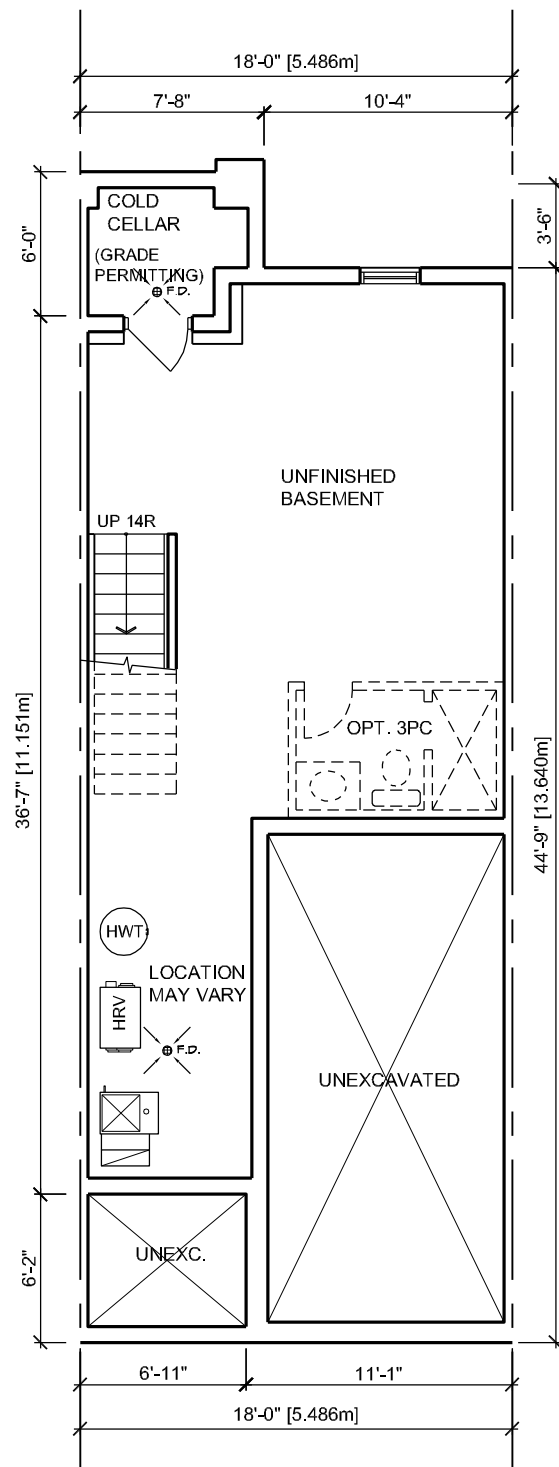 18'-0" [5.486m]
7'-8"
10'-4"
6'-0"
3'-6"
COLD
CELLAR
(GRADE
PERMITTING)
F.D.
UNFINISHED
BASEMENT
UP 14R
OPT. 3PC
36'-7" [11.151m]
44'-9" [13.640m]
HWT
LOCATION
MAY VARY
HRV
F.D.
UNEXCAVATED
UNEXC.
6'-2"
6'-11"
11'-1"
18'-0" [5.486m]